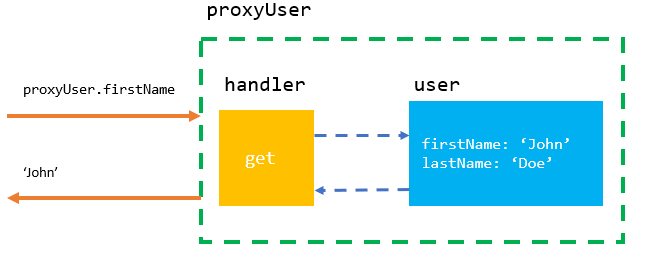 proxyUser
handler
user
proxyUser.firstName
get
firstName: ‘John’
lastName: ‘Doe’
‘John’